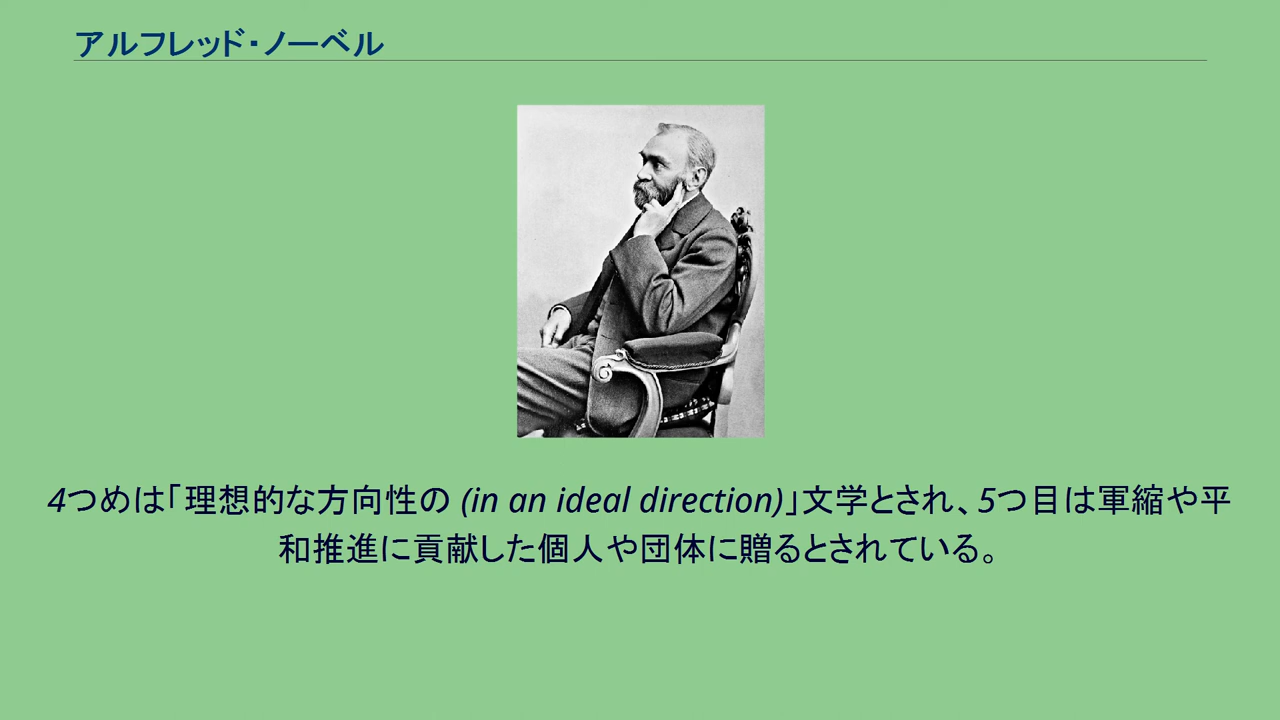 アルフレッド・ノーベル
4つめは「理想的な方向性の (in an ideal direction)」文学とされ、5つ目は軍縮や平
和推進に貢献した個人や団体に贈るとされている。